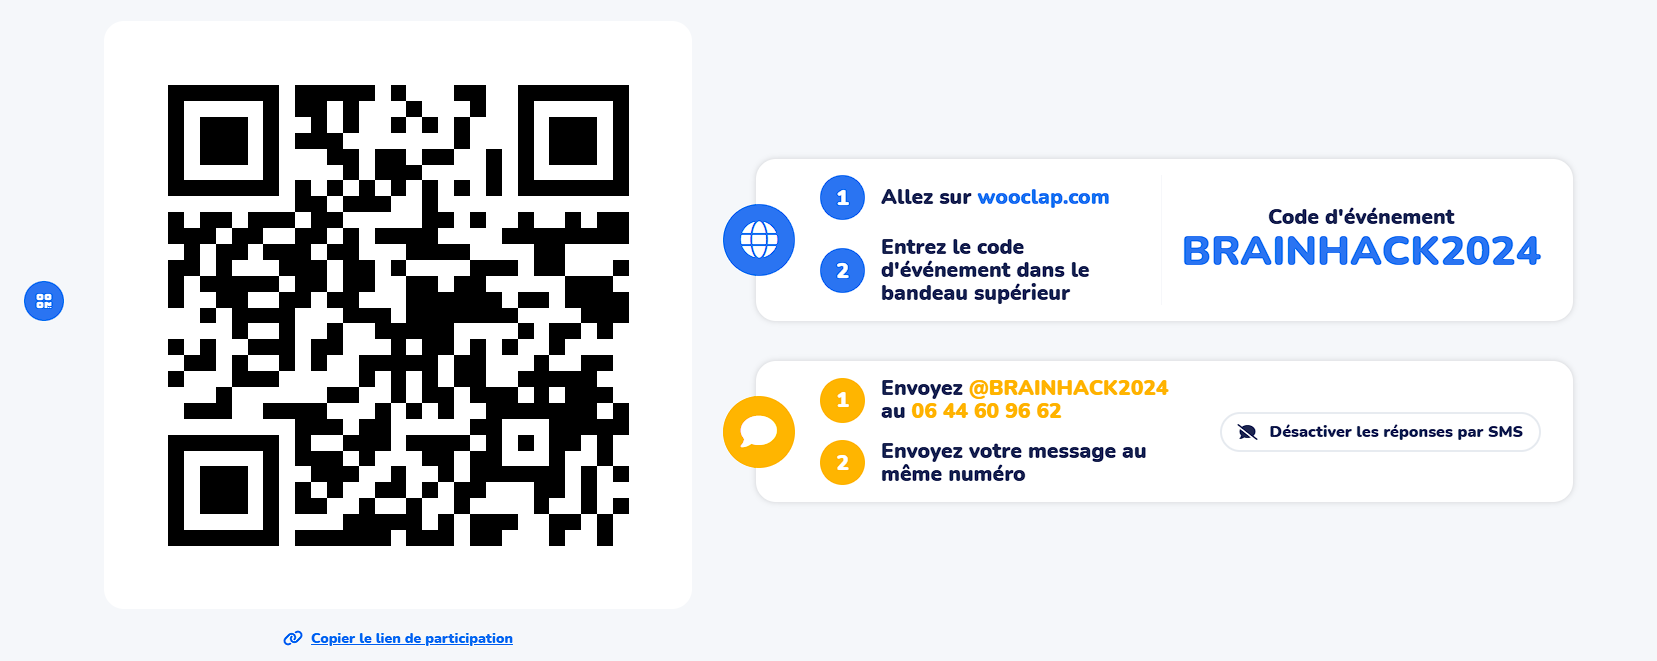 1
Allez sur wooclap.com
2
Entrez le code
d'événement dans le
bandeau supérieur
Code d'événement
BRAINHACK2024
1
Envoyez @BRAINHACK2024
au 06 44 60 96 62
2
Envoyez votre message au
même numéro
Désactiver les réponses par SMS
Copier le lien de participation